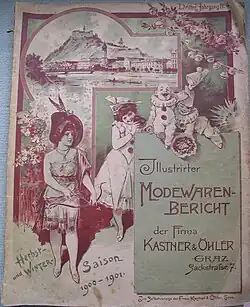 Illustrirter
MODEWAREN-
BERICHT
der Firma
KASTNER & ÖHLER
GRAZ
Sackstraße 7.
Herbst-
und Winter-
Saison
1900-1901.